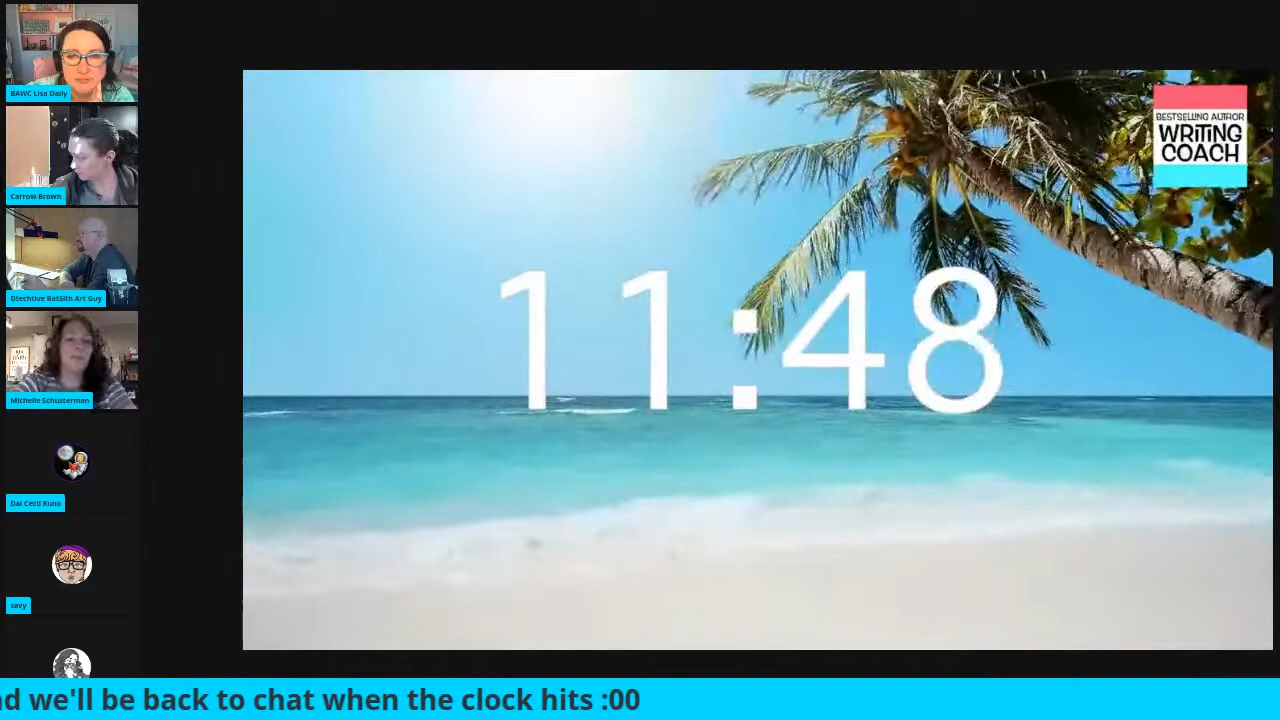 BAWC Lisa Daily
Carrow Brown
Dtechtive BatSith Art Guy
Michelle Schusterman
Dai Cecil Runo
savy
BESTSELLING AUTHOR
WRITING
COACH
11:48
we'll be back to chat when the clock hits :00